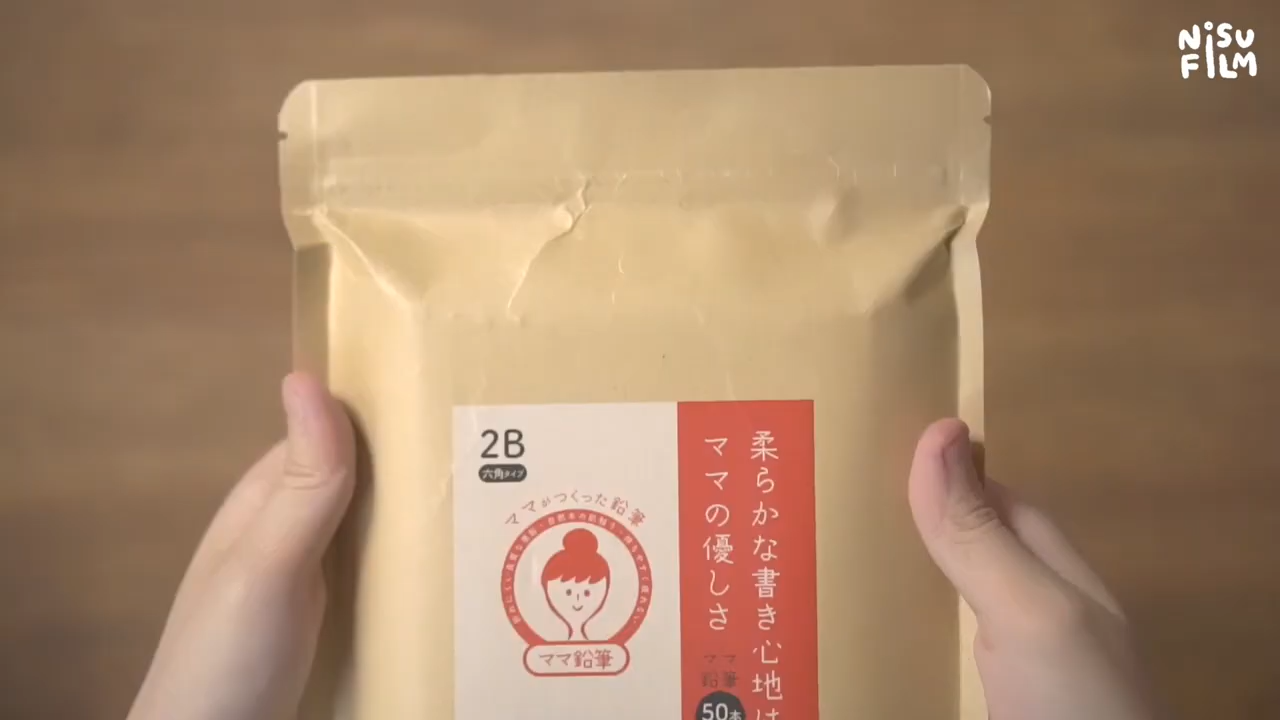 NiSU
FILM
2B
六角タイプ
ママがつくった鉛筆
ママ鉛筆
柔らかな書き心地は
ママの優しさ
ママ
鉛筆
50本